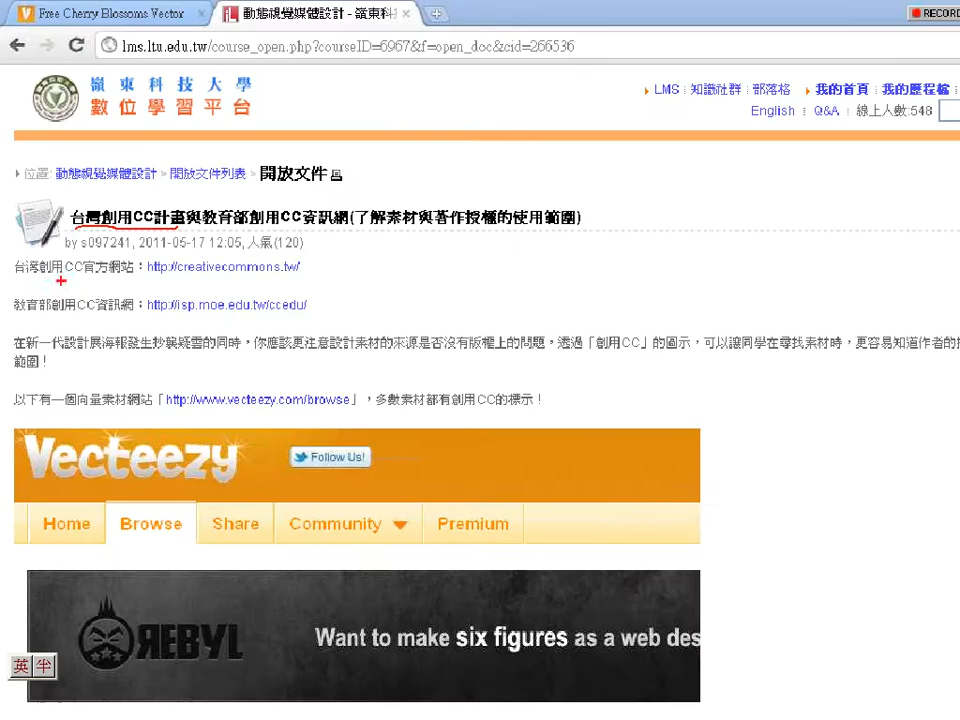 Free Cherry Blossoms Vector
動態視覺媒體設計 - 嶺東科
RECORD
lms.ltu.edu.tw/course_open.php?courseID=6967&f=open_doc&cid=266536
嶺東科技大學
數位學習平台
LMS 知識社群 部落格 我的首頁 我的歷程檔
English Q&A 線上人數:548
位置: 動態視覺媒體設計 » 開放文件列表 » 開放文件
台灣創用CC計畫與教育部創用CC資訊網(了解素材與著作授權的使用範圍)
by s097241, 2011-05-17 12:05, 人氣(120)
台灣創用CC官方網站：http://creativecommons.tw/
教育部創用CC資訊網：http://isp.moe.edu.tw/ccedu/
在新一代設計展海報發生抄襲疑雲的同時，你應該更注意設計素材的來源是否沒有版權上的問題，透過「創用CC」的圖示，可以讓同學在尋找素材時，更容易知道作者的
範圍！
以下有一個向量素材網站「http://www.vecteezy.com/browse」，多數素材都有創用CC的標示！
Vecteezy
Follow Us!
Home Browse Share Community Premium
REBYL
Want to make six figures as a web des
英 半